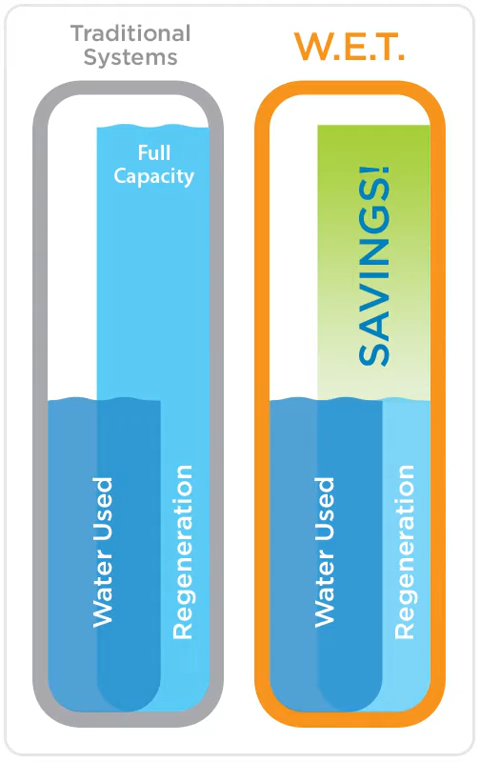 Traditional
Systems
W.E.T.
Full
Capacity
SAVINGS!
Water Used
Regeneration
Water Used
Regeneration